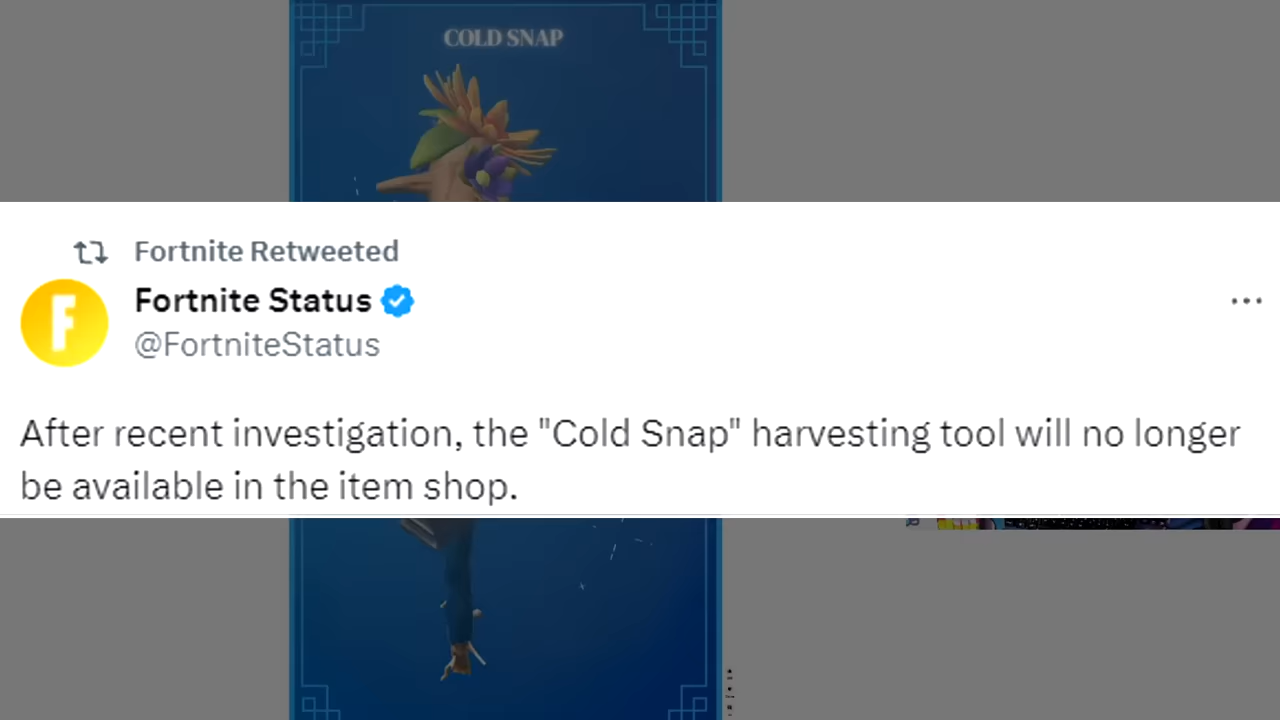 COLD SNAP
Fortnite Retweeted
Fortnite Status
@FortniteStatus
After recent investigation, the "Cold Snap" harvesting tool will no longer
be available in the item shop.